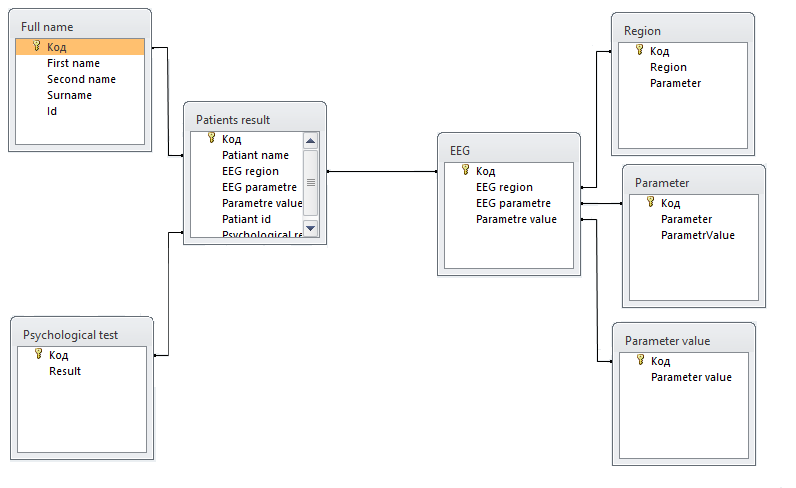 Full name
Код
First name
Second name
Surname
Id
Patients result
Код
Patiant name
EEG region
EEG parametre
Parametre value
Patiant id
Psychological re
EEG
Код
EEG region
EEG parametre
Parametre value
Region
Код
Region
Parameter
Parameter
Код
Parameter
ParametrValue
Psychological test
Код
Result
Parameter value
Код
Parameter value